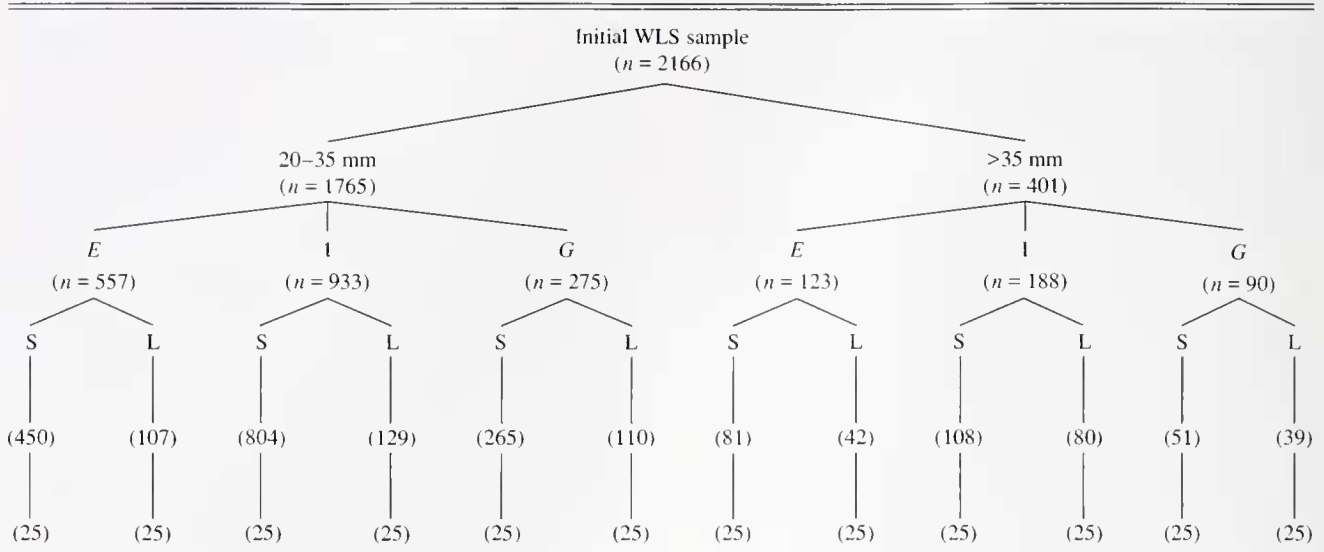 Initial WLS sample
(n = 2166)
20–35 mm >35 mm
(n = 1765) (n = 401)
E I G E I G
(n = 557) (n = 933) (n = 275) (n = 123) (n = 188) (n = 90)
S L S L S L S L S L S L
(450) (107) (804) (129) (265) (110) (81) (42) (108) (80) (51) (39)
(25) (25) (25) (25) (25) (25) (25) (25) (25) (25) (25) (25)